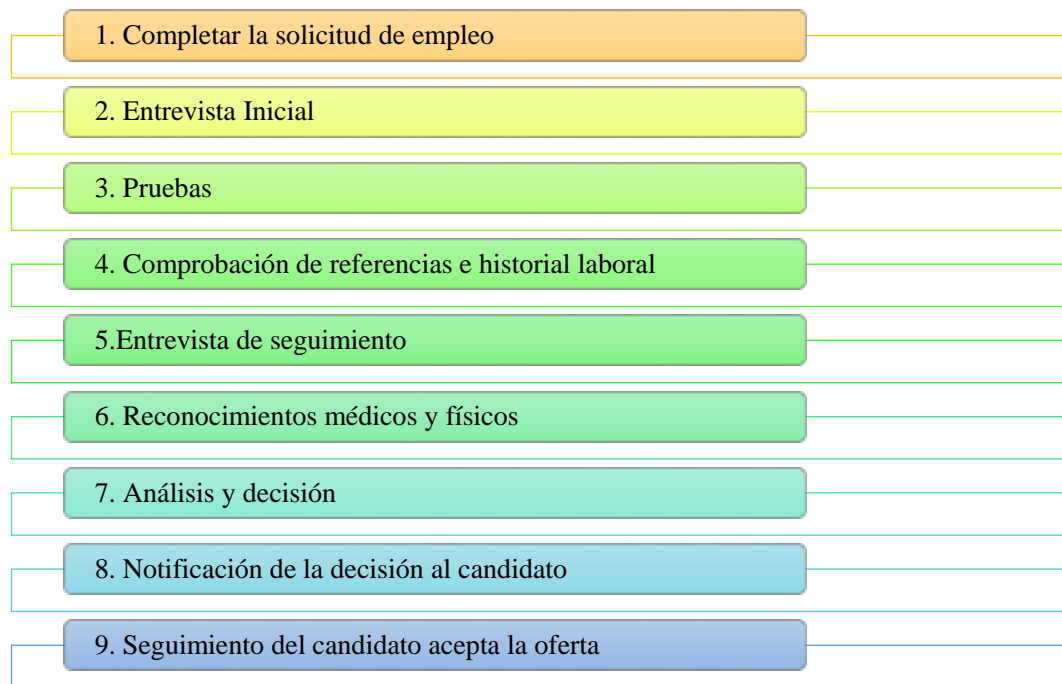 1. Completar la solicitud de empleo
2. Entrevista Inicial
3. Pruebas
4. Comprobación de referencias e historial laboral
5.Entrevista de seguimiento
6. Reconocimientos médicos y físicos
7. Análisis y decisión
8. Notificación de la decisión al candidato
9. Seguimiento del candidato acepta la oferta